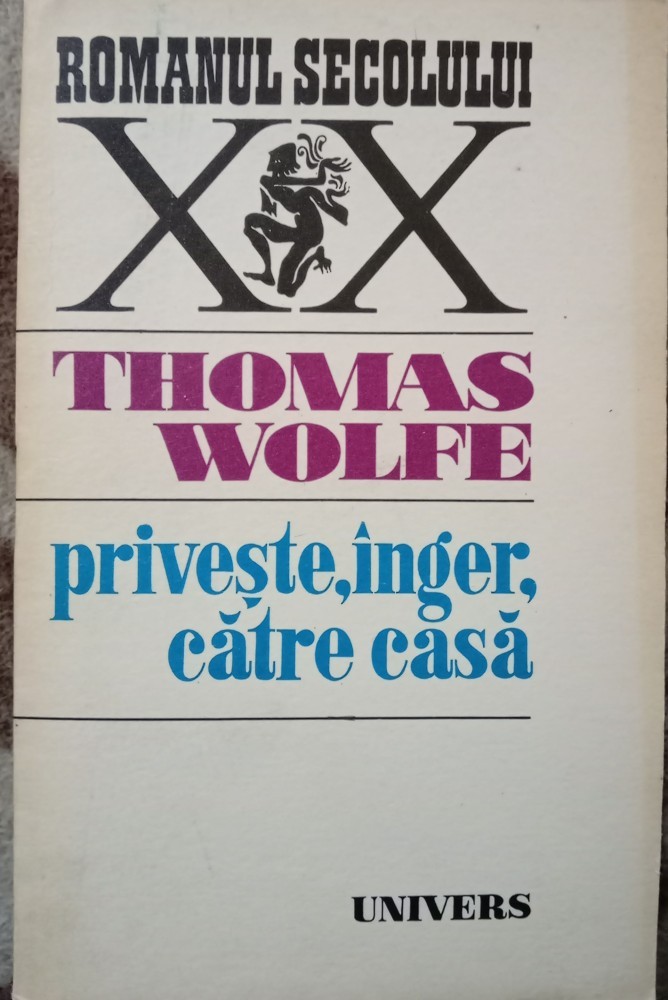 ROMANUL SECOLULUI
XX
THOMAS
WOLFE
privește, înger,
către casă
UNIVERS